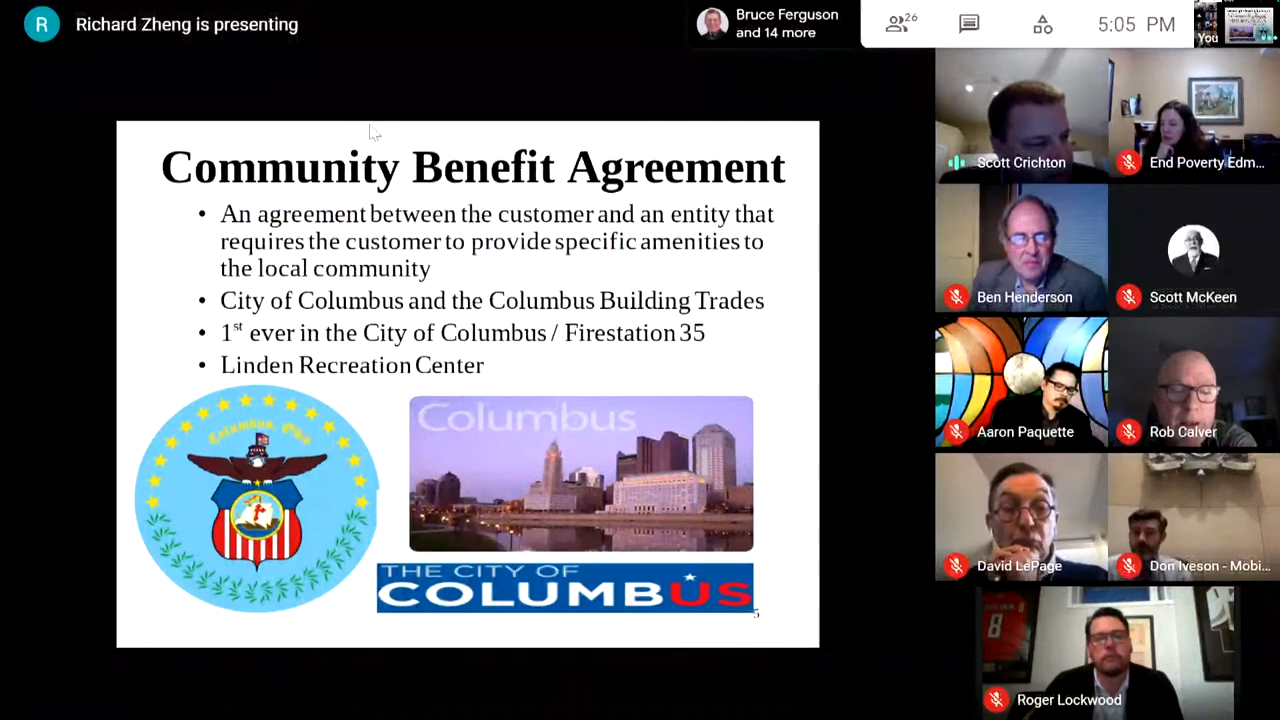 R
Richard Zheng is presenting
Bruce Ferguson
and 14 more
26
5:05 PM
You
Community Benefit Agreement
• An agreement between the customer and an entity that
requires the customer to provide specific amenities to
the local community
• City of Columbus and the Columbus Building Trades
• 1st ever in the City of Columbus / Firestation 35
• Linden Recreation Center
Columbus, Ohio
Columbus
THE CITY OF
COLUMBUS
5
Scott Crichton
End Poverty Edm...
Ben Henderson
Scott McKeen
Aaron Paquette
Rob Calver
David LePage
Don Iveson - Mobi...
8
Roger Lockwood